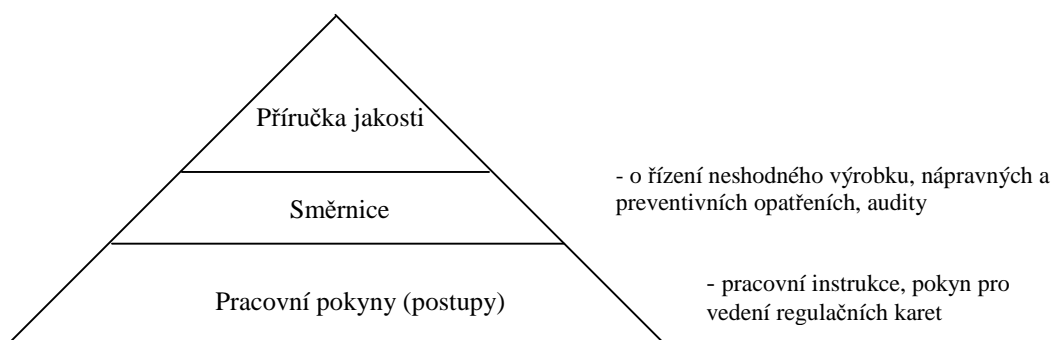 Příručka jakosti
- o řízení neshodného výrobku, nápravných a
preventivních opatřeních, audity
Směrnice
- pracovní instrukce, pokyn pro
vedení regulačních karet
Pracovní pokyny (postupy)